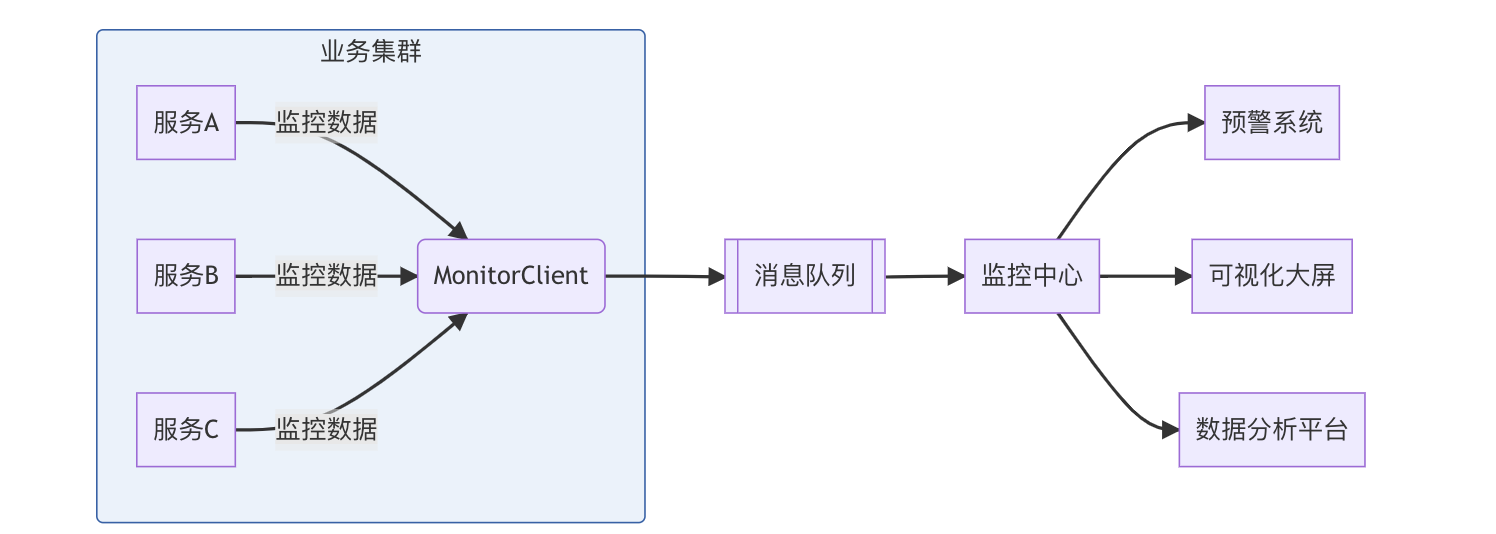 业务集群
服务A
监控数据
预警系统
服务B
监控数据
MonitorClient
消息队列
监控中心
可视化大屏
服务C
监控数据
数据分析平台